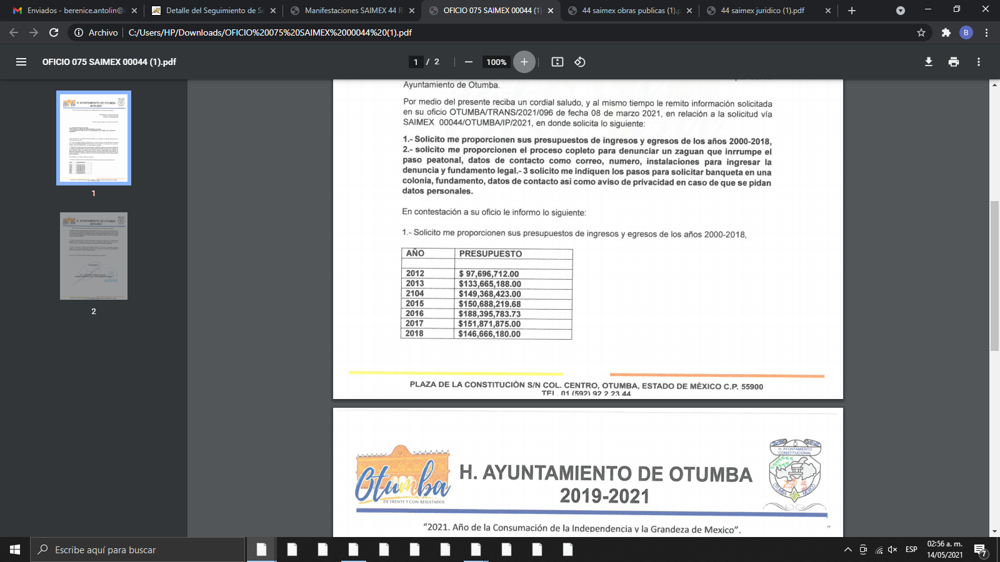 Enviados - berenice.antolin@
Detalle del Seguimiento de So
Manifestaciones SAIMEX 44 R
OFICIO 075 SAIMEX 00044 (1)
44 saimex obras publicas (1).p
44 saimex juridico (1).pdf
Archivo
C:/Users/HP/Downloads/OFICIO%20075%20SAIMEX%2000044%20(1).pdf
B
OFICIO 075 SAIMEX 00044 (1).pdf
1 / 2
100%
H. AYUNTAMIENTO DE OTUMBA
2019-2021
1
H. AYUNTAMIENTO DE OTUMBA
2019-2021
2
Ayuntamiento de Otumba.
Por medio del presente reciba un cordial saludo, y al mismo tiempo le remito información solicitada
en su oficio OTUMBA/TRANS/2021/096 de fecha 08 de marzo 2021, en relación a la solicitud vía
SAIMEX 00044/OTUMBA/IP/2021, en donde solicita lo siguiente:
1.- Solicito me proporcionen sus presupuestos de ingresos y egresos de los años 2000-2018,
2.- solicito me proporcionen el proceso copleto para denunciar un zaguan que inrrumpe el
paso peatonal, datos de contacto como correo, numero, instalaciones para ingresar la
denuncia y fundamento legal.- 3 solicito me indiquen los pasos para solicitar banqueta en una
colonia, fundamento, datos de contacto así como aviso de privacidad en caso de que se pidan
datos personales.
En contestación a su oficio le informo lo siguiente:
1.- Solicito me proporcionen sus presupuestos de ingresos y egresos de los años 2000-2018,
AÑO PRESUPUESTO
2012 $ 97,696,712.00
2013 $133,665,188.00
2104 $149,368,423.00
2015 $150,688,219.68
2016 $188,395,783.73
2017 $151,871,875.00
2018 $146,666,180.00
PLAZA DE LA CONSTITUCIÒN S/N COL. CENTRO, OTUMBA, ESTADO DE MÈXICO C.P. 55900
TEL. 01 (592) 92 2 23 44
Otumba
DE FRENTE Y CON RESULTADOS
H. AYUNTAMIENTO DE OTUMBA
2019-2021
H. AYUNTAMIENTO
CONSTITUCIONAL
OTUMBA MEXICO
“2021. Año de la Consumación de la Independencia y la Grandeza de Mexico”.
”
Escribe aquí para buscar
ESP
02:56 a. m.
14/05/2021
7